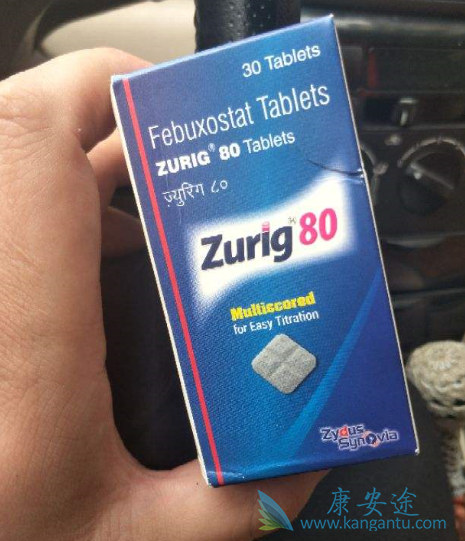 30 Tablets
Febuxostat Tablets
ZURIG® 80 Tablets
ज़्युरिग ८०
Zurig 80
Multiscored
for Easy Titration
Zydus
Synovia
康安途
www.kangantu.com